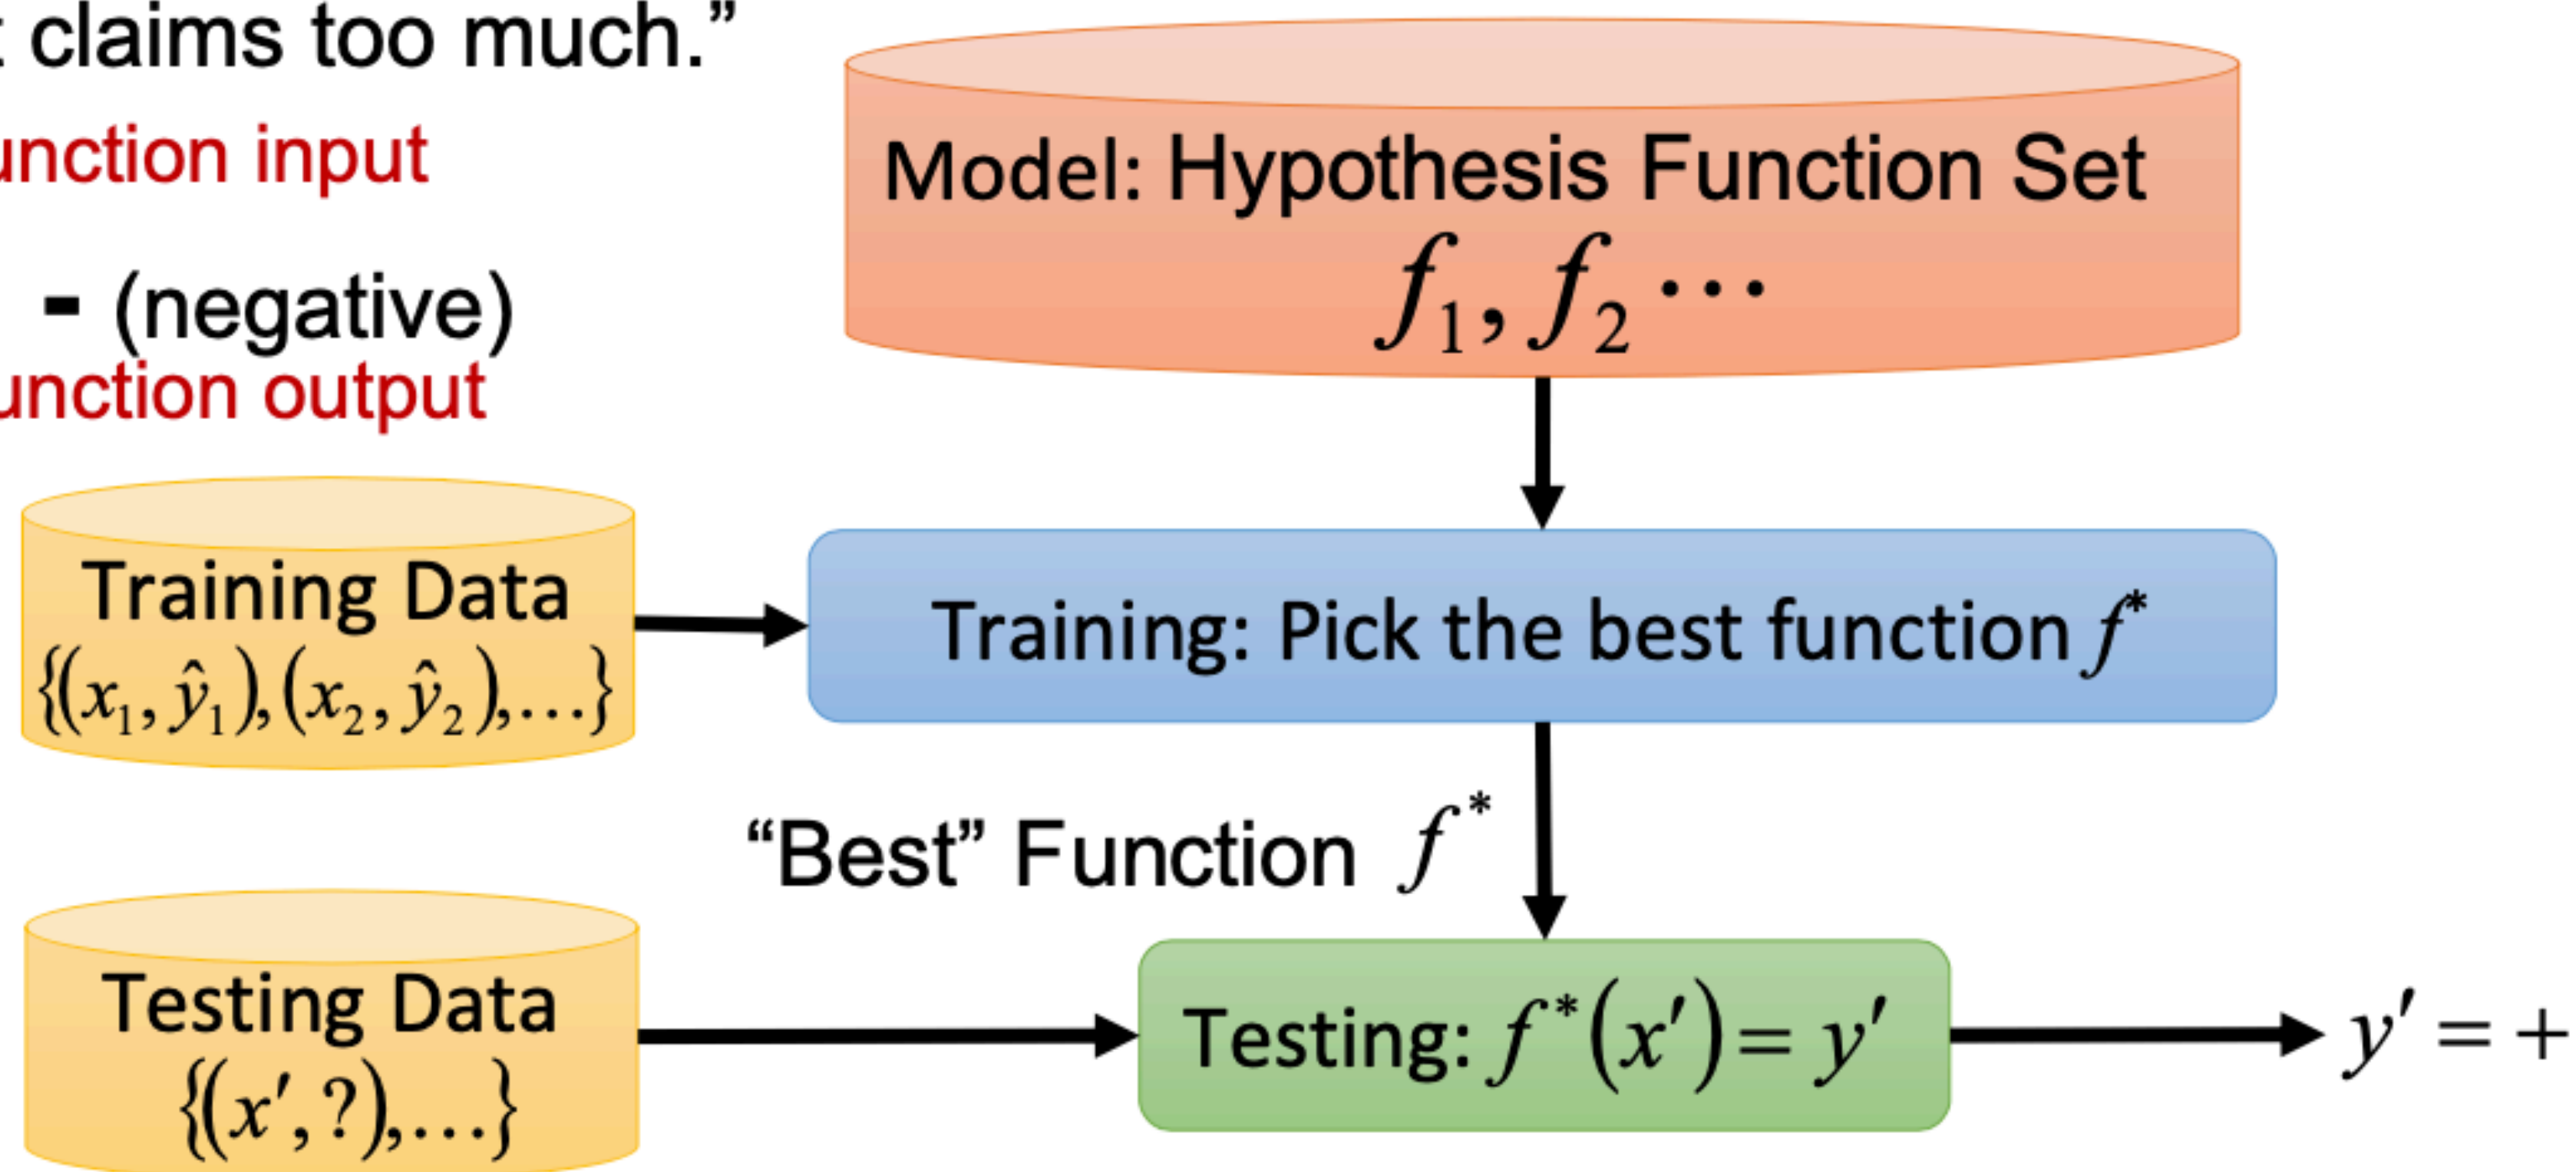 claims too much.”
unction input
- (negative)
unction output
Model: Hypothesis Function Set
f₁, f₂ ···
Training Data
{(x₁, ŷ₁), (x₂, ŷ₂),...}
Training: Pick the best function f*
“Best” Function f*
Testing Data
{(x′, ?),...}
Testing: f*(x′) = y′
y′ = +